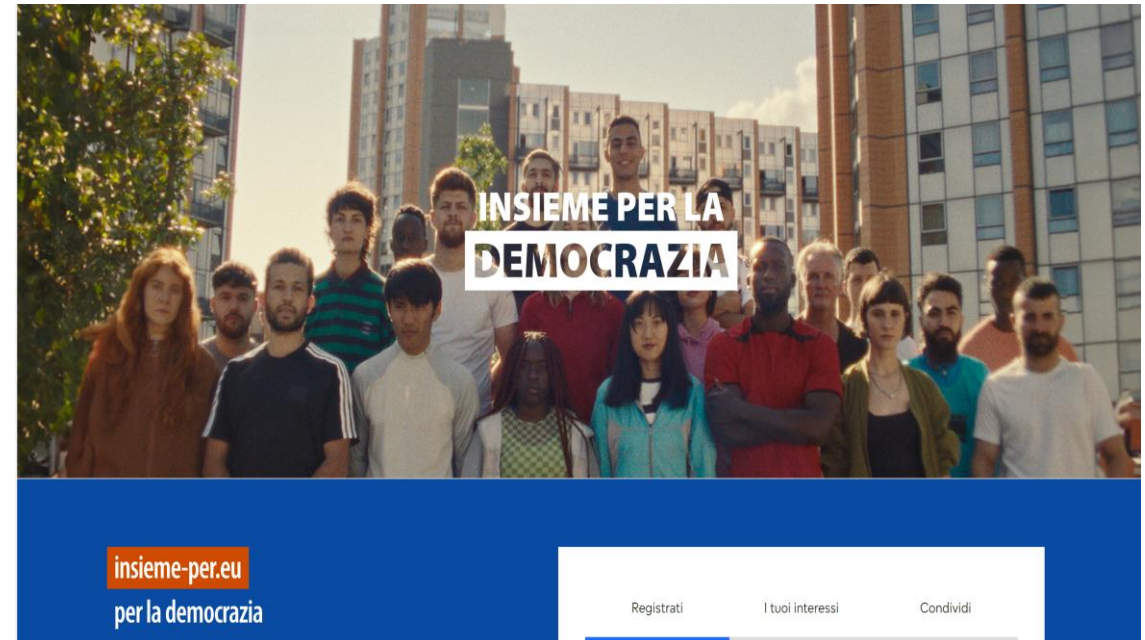 INSIEME PER LA
DEMOCRAZIA
insieme-per.eu
per la democrazia
Registrati
I tuoi interessi
Condividi